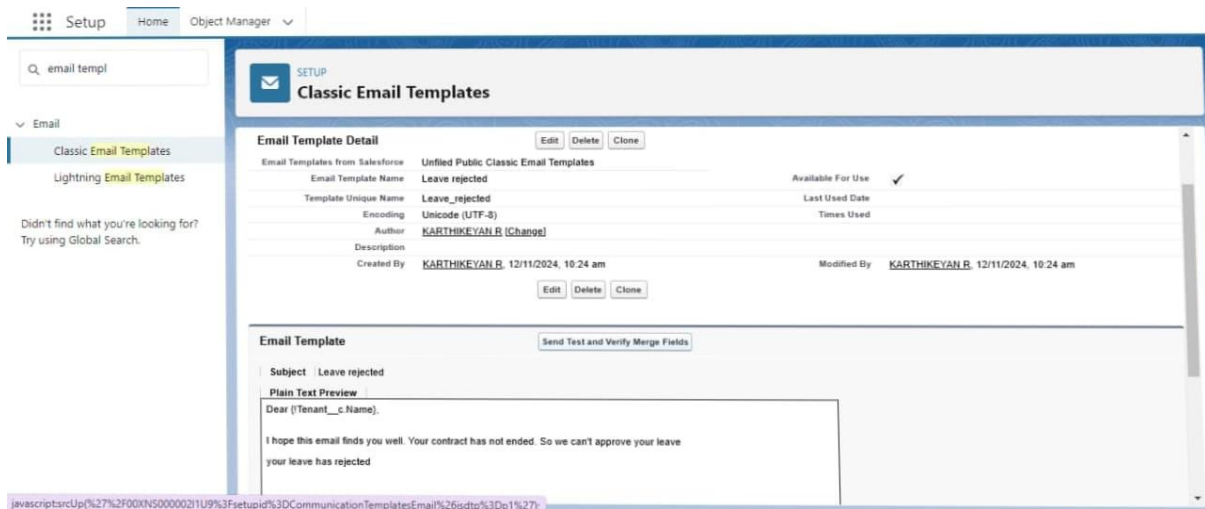 Setup Home Object Manager
email templ
SETUP
Classic Email Templates
Email
Classic Email Templates
Lightning Email Templates
Didn't find what you're looking for?
Try using Global Search.
Email Template Detail Edit Delete Clone
Email Templates from Salesforce Unfiled Public Classic Email Templates
Email Template Name Leave rejected Available For Use ✓
Template Unique Name Leave_rejected Last Used Date
Encoding Unicode (UTF-8) Times Used
Author KARTHIKEYAN R [Change]
Description
Created By KARTHIKEYAN R, 12/11/2024, 10:24 am Modified By KARTHIKEYAN R, 12/11/2024, 10:24 am
Edit Delete Clone
Email Template Send Test and Verify Merge Fields
Subject Leave rejected
Plain Text Preview
Dear {!Tenant__c.Name},
I hope this email finds you well. Your contract has not ended. So we can't approve your leave
your leave has rejected